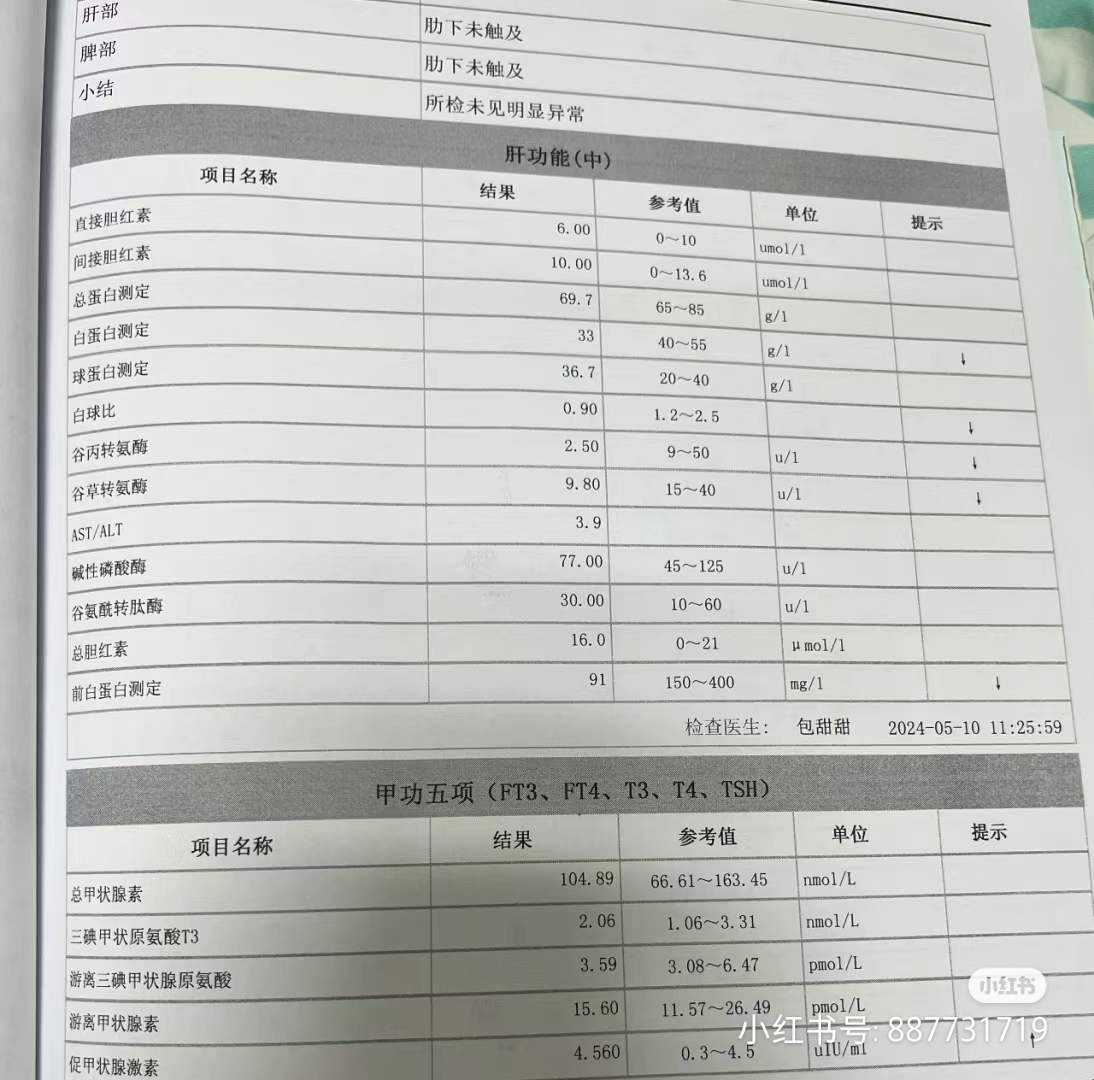 肝部
肋下未触及
脾部
肋下未触及
小结
所检未见明显异常
肝功能(中)
项目名称 结果 参考值 单位 提示
直接胆红素 6.00 0～10 umol/l
间接胆红素 10.00 0～13.6 umol/l
总蛋白测定 69.7 65～85 g/l
白蛋白测定 33 40～55 g/l ↓
球蛋白测定 36.7 20～40 g/l
白球比 0.90 1.2～2.5 ↓
谷丙转氨酶 2.50 9～50 u/l ↓
谷草转氨酶 9.80 15～40 u/l ↓
AST/ALT 3.9
碱性磷酸酶 77.00 45～125 u/l
谷氨酰转肽酶 30.00 10～60 u/l
总胆红素 16.0 0～21 μmol/l
前白蛋白测定 91 150～400 mg/l ↓
检查医生: 包甜甜 2024-05-10 11:25:59
甲功五项（FT3、FT4、T3、T4、TSH）
项目名称 结果 参考值 单位 提示
总甲状腺素 104.89 66.61～163.45 nmol/L
三碘甲状原氨酸T3 2.06 1.06～3.31 nmol/L
游离三碘甲状腺原氨酸 3.59 3.08～6.47 pmol/L
游离甲状腺素 15.60 11.57～26.49 pmol/L
促甲状腺激素 4.560 0.3～4.5 uIU/ml ↑
小红书
小红书号: 887731719